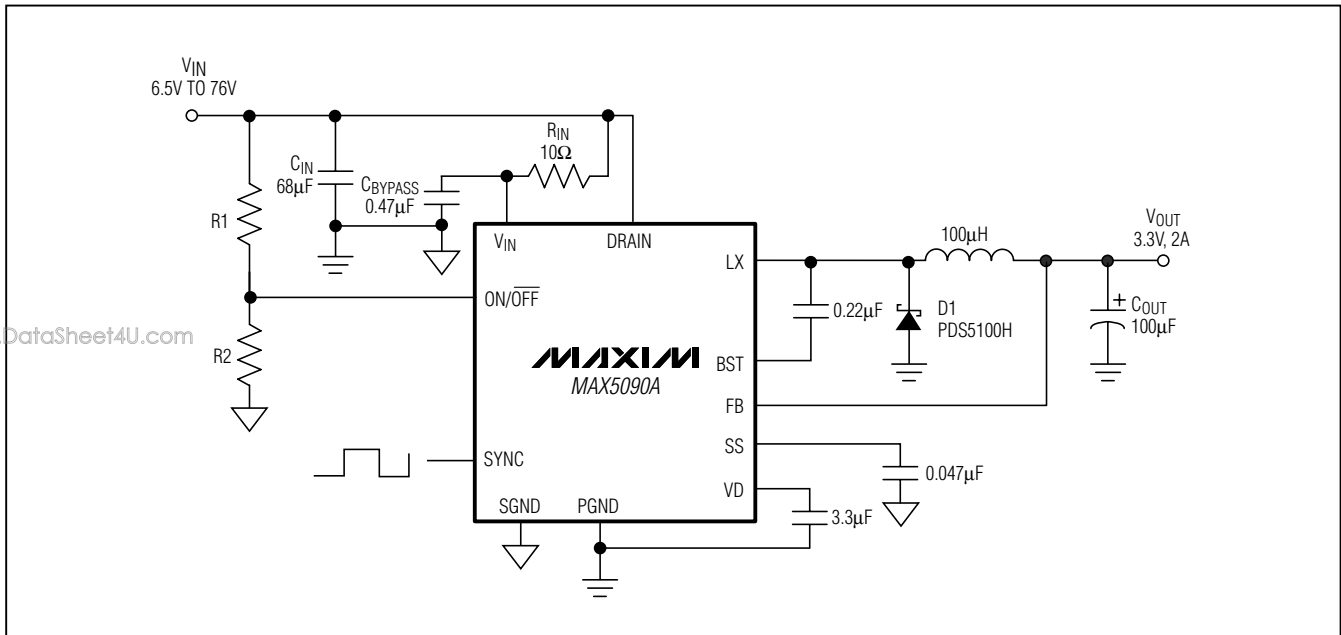 VIN
6.5V TO 76V
RIN
10Ω
CIN
68μF
CBYPASS
0.47μF
R1
VIN
DRAIN
LX
100μH
VOUT
3.3V, 2A
ON/OFF
0.22μF
D1
PDS5100H
+
COUT
100μF
.DataSheet4U.com
R2
MAXIM
MAX5090A
BST
FB
SS
SYNC
0.047μF
VD
SGND
PGND
3.3μF